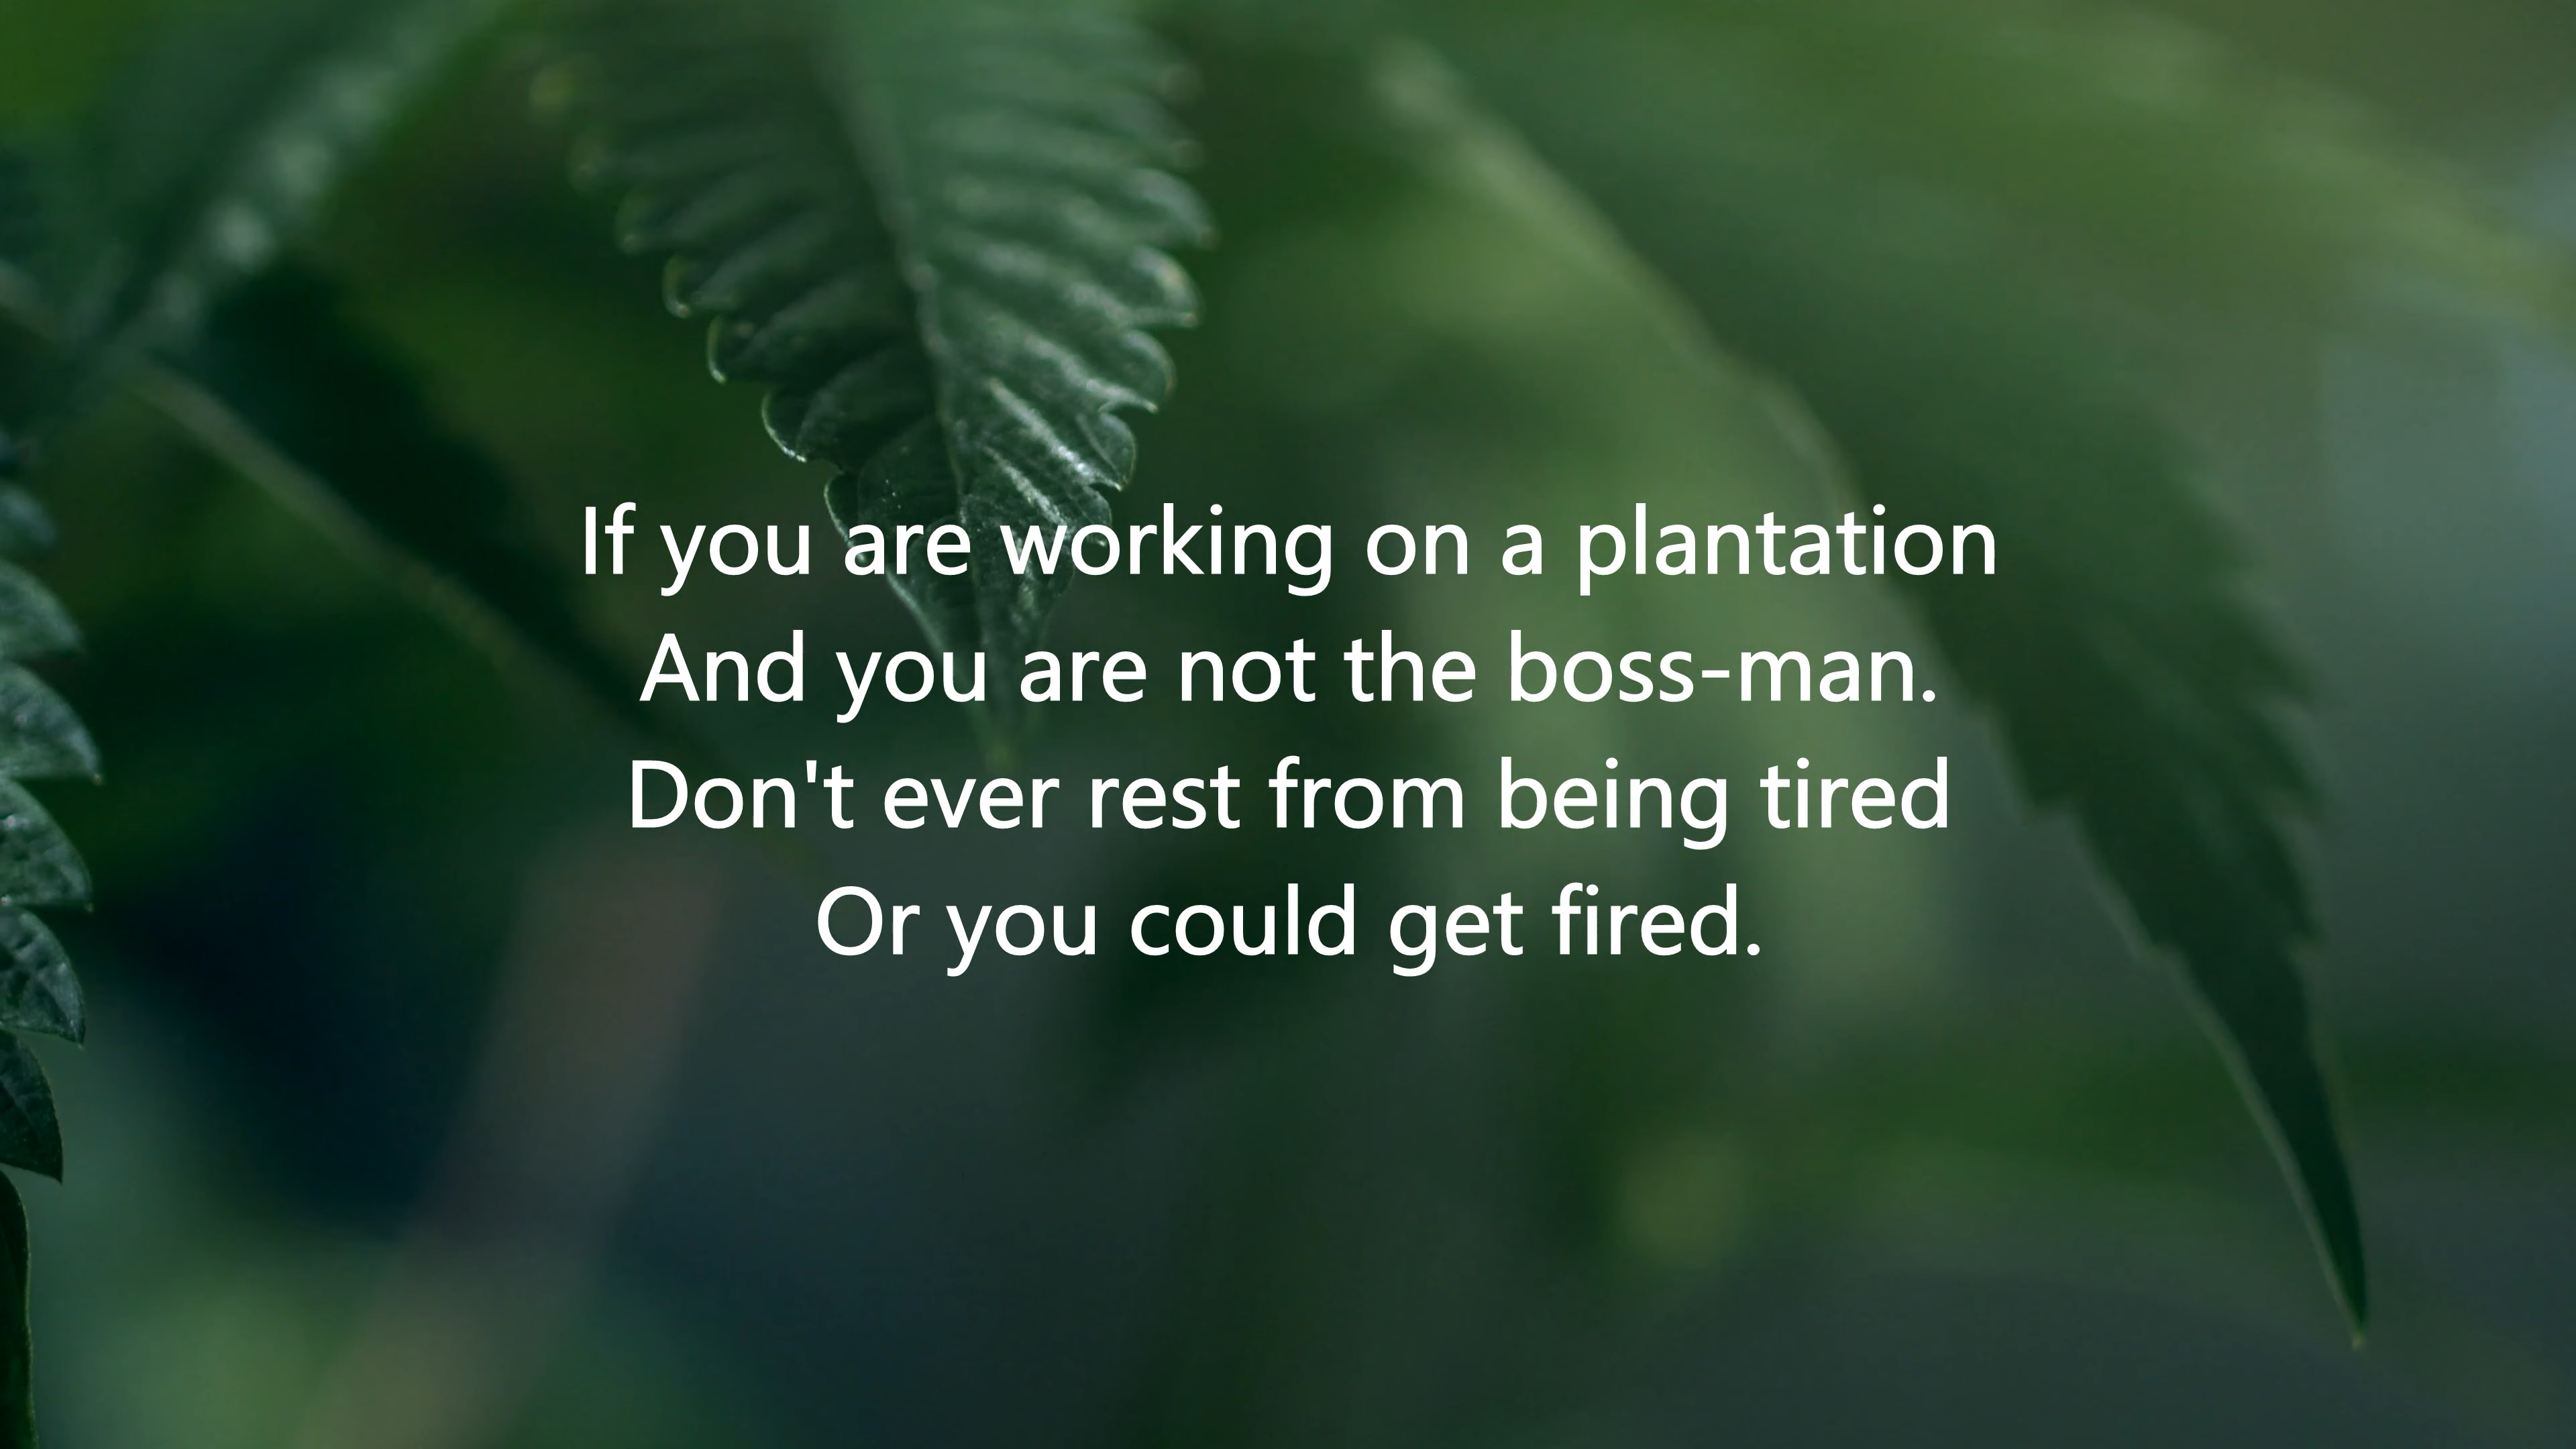 If you are working on a plantation
And you are not the boss-man.
Don't ever rest from being tired
Or you could get fired.